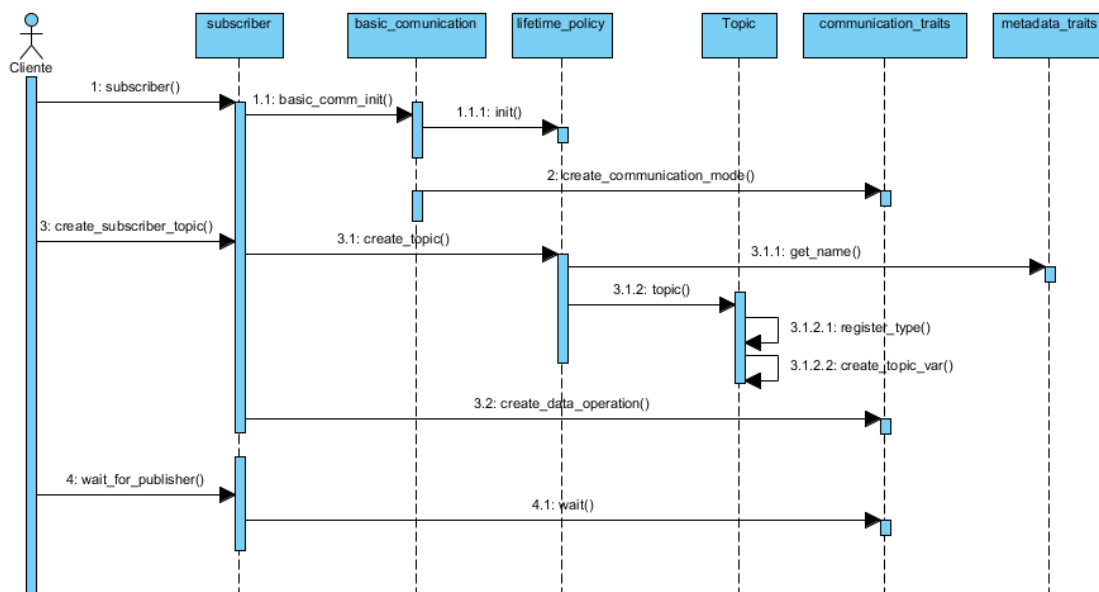 subscriber
basic_comunication
lifetime_policy
Topic
communication_traits
metadata_traits
Cliente
1: subscriber()
1.1: basic_comm_init()
1.1.1: init()
2: create_communication_mode()
3: create_subscriber_topic()
3.1: create_topic()
3.1.1: get_name()
3.1.2: topic()
3.1.2.1: register_type()
3.1.2.2: create_topic_var()
3.2: create_data_operation()
4: wait_for_publisher()
4.1: wait()